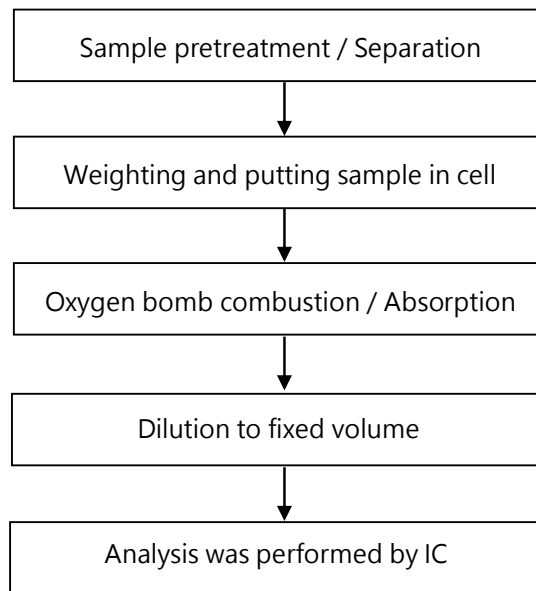 Sample pretreatment / Separation
Weighting and putting sample in cell
Oxygen bomb combustion / Absorption
Dilution to fixed volume
Analysis was performed by IC